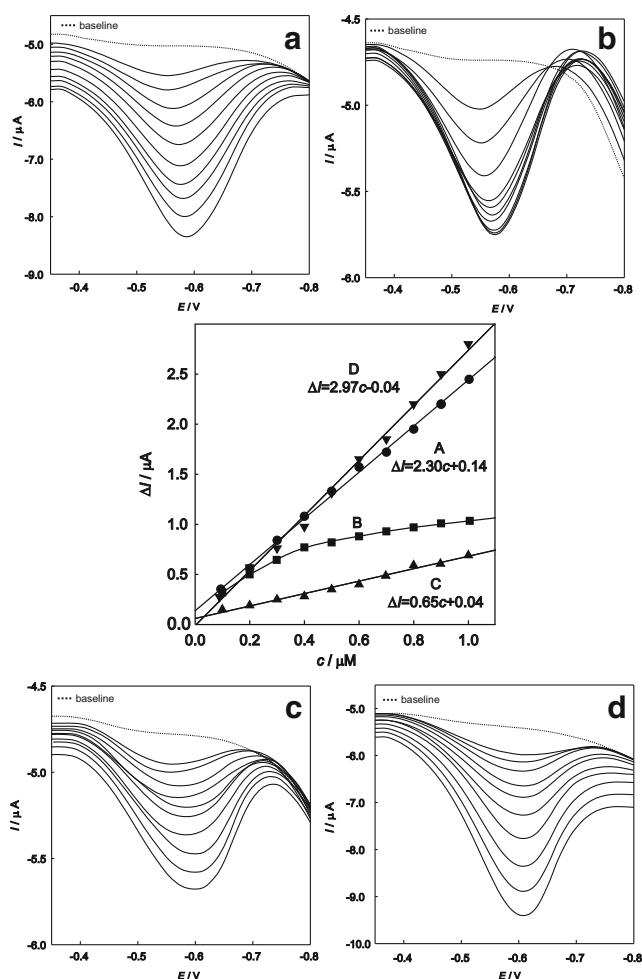 baseline
a
-5.0
-6.0
-7.0
-8.0
-9.0
I / μA
-0.4
-0.5
-0.6
-0.7
-0.8
E / V
-4.5
baseline
b
-5.0
-5.5
-6.0
I / μA
-0.4
-0.5
-0.6
-0.7
-0.8
E / V
2.5
2.0
1.5
1.0
0.5
0.0
ΔI / μA
D
ΔI=2.97c-0.04
A
ΔI=2.30c+0.14
B
C
ΔI=0.65c+0.04
0.0
0.2
0.4
0.6
0.8
1.0
c / μM
-4.5
baseline
c
-5.0
-5.5
-6.0
I / μA
-0.4
-0.5
-0.6
-0.7
-0.8
E / V
baseline
d
-5.0
-6.0
-7.0
-8.0
-9.0
-10.0
I / μA
-0.4
-0.5
-0.6
-0.7
-0.8
E / V